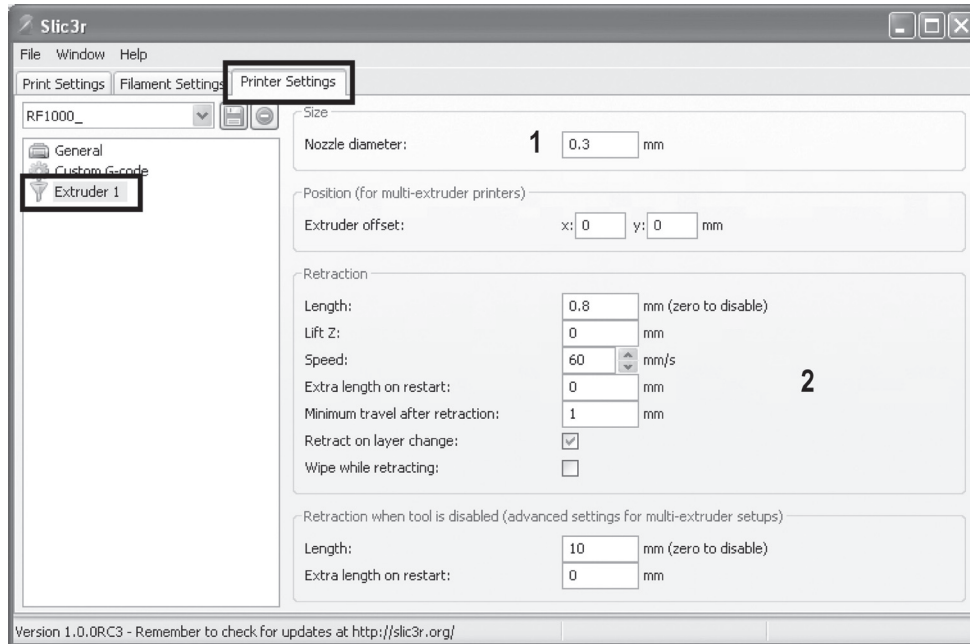 Slic3r
File Window Help
Print Settings Filament Settings Printer Settings
RF1000_
General
Custom G-code
Extruder 1
Size
Nozzle diameter: 1 0.3 mm
Position (for multi-extruder printers)
Extruder offset: x: 0 y: 0 mm
Retraction
Length: 0.8 mm (zero to disable)
Lift Z: 0 mm
Speed: 60 mm/s
Extra length on restart: 0 mm
2
Minimum travel after retraction: 1 mm
Retract on layer change:
Wipe while retracting:
Retraction when tool is disabled (advanced settings for multi-extruder setups)
Length: 10 mm (zero to disable)
Extra length on restart: 0 mm
Version 1.0.0RC3 - Remember to check for updates at http://slic3r.org/